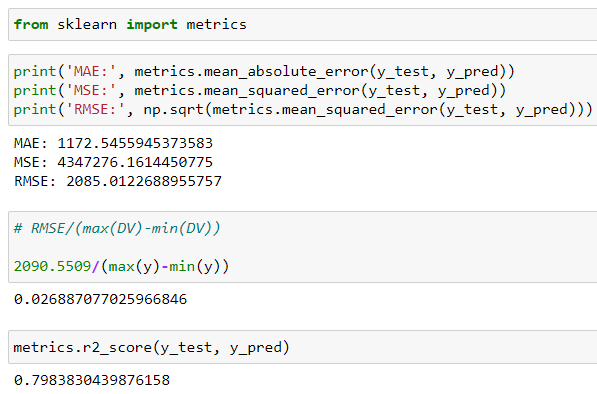 from sklearn import metrics
print('MAE:', metrics.mean_absolute_error(y_test, y_pred))
print('MSE:', metrics.mean_squared_error(y_test, y_pred))
print('RMSE:', np.sqrt(metrics.mean_squared_error(y_test, y_pred)))
MAE: 1172.5455945373583
MSE: 4347276.1614450775
RMSE: 2085.0122688955757
# RMSE/(max(DV)-min(DV))
2090.5509/(max(y)-min(y))
0.026887077025966846
metrics.r2_score(y_test, y_pred)
0.7983830439876158